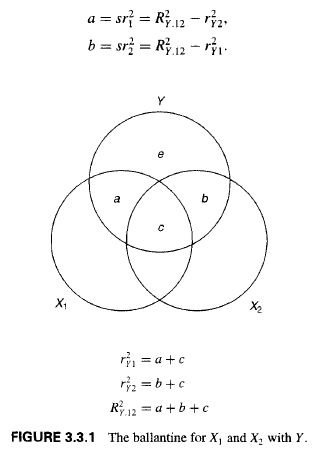 a = sr₁² = R²_Y.12 − r²_Y2,
b = sr₂² = R²_Y.12 − r²_Y1.
Y
e
a
b
c
X₁
X₂
r²_Y1 = a + c
r²_Y2 = b + c
R²_Y.12 = a + b + c
FIGURE 3.3.1 The ballantine for X₁ and X₂ with Y.